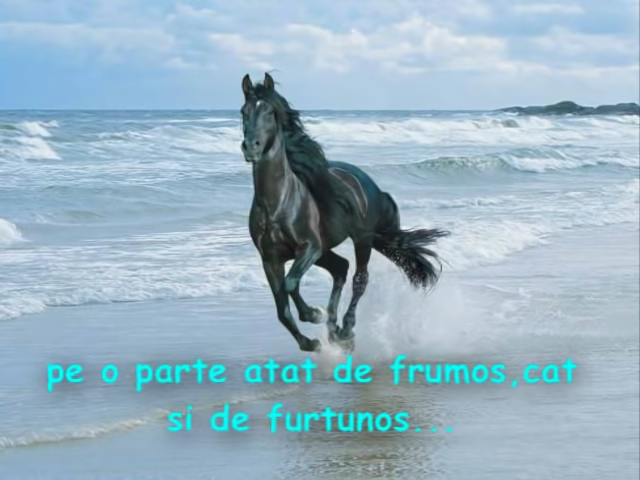 pe o parte atat de frumos,cat
si de furtunos...